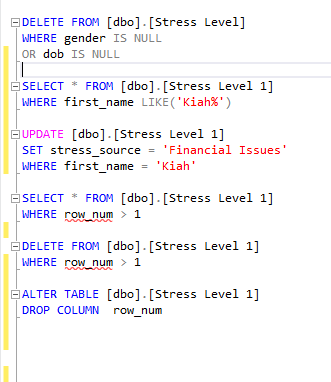 DELETE FROM [dbo].[Stress Level]
WHERE gender IS NULL
OR dob IS NULL
SELECT * FROM [dbo].[Stress Level 1]
WHERE first_name LIKE('Kiah%')
UPDATE [dbo].[Stress Level 1]
SET stress_source = 'Financial Issues'
WHERE first_name = 'Kiah'
SELECT * FROM [dbo].[Stress Level 1]
WHERE row_num > 1
DELETE FROM [dbo].[Stress Level 1]
WHERE row_num > 1
ALTER TABLE [dbo].[Stress Level 1]
DROP COLUMN  row_num